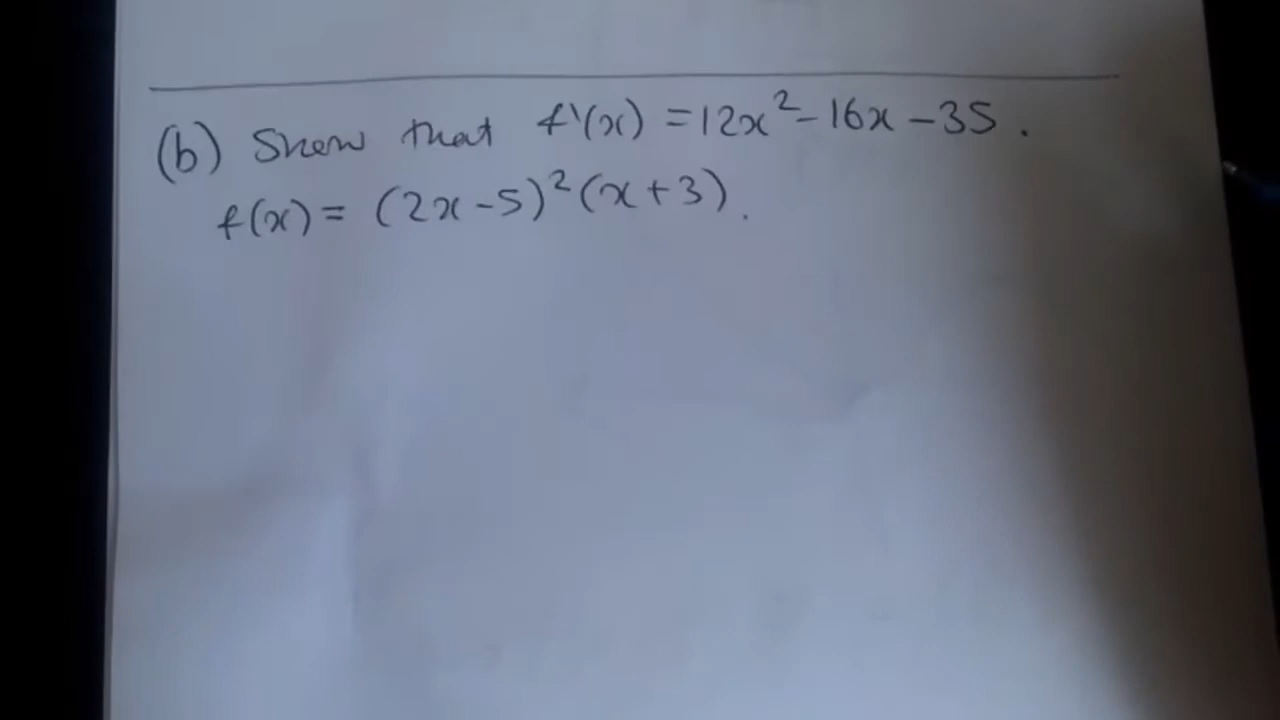 (b) Show that f'(x) = 12x² - 16x - 35 .
f(x) = (2x - 5)² (x + 3) .